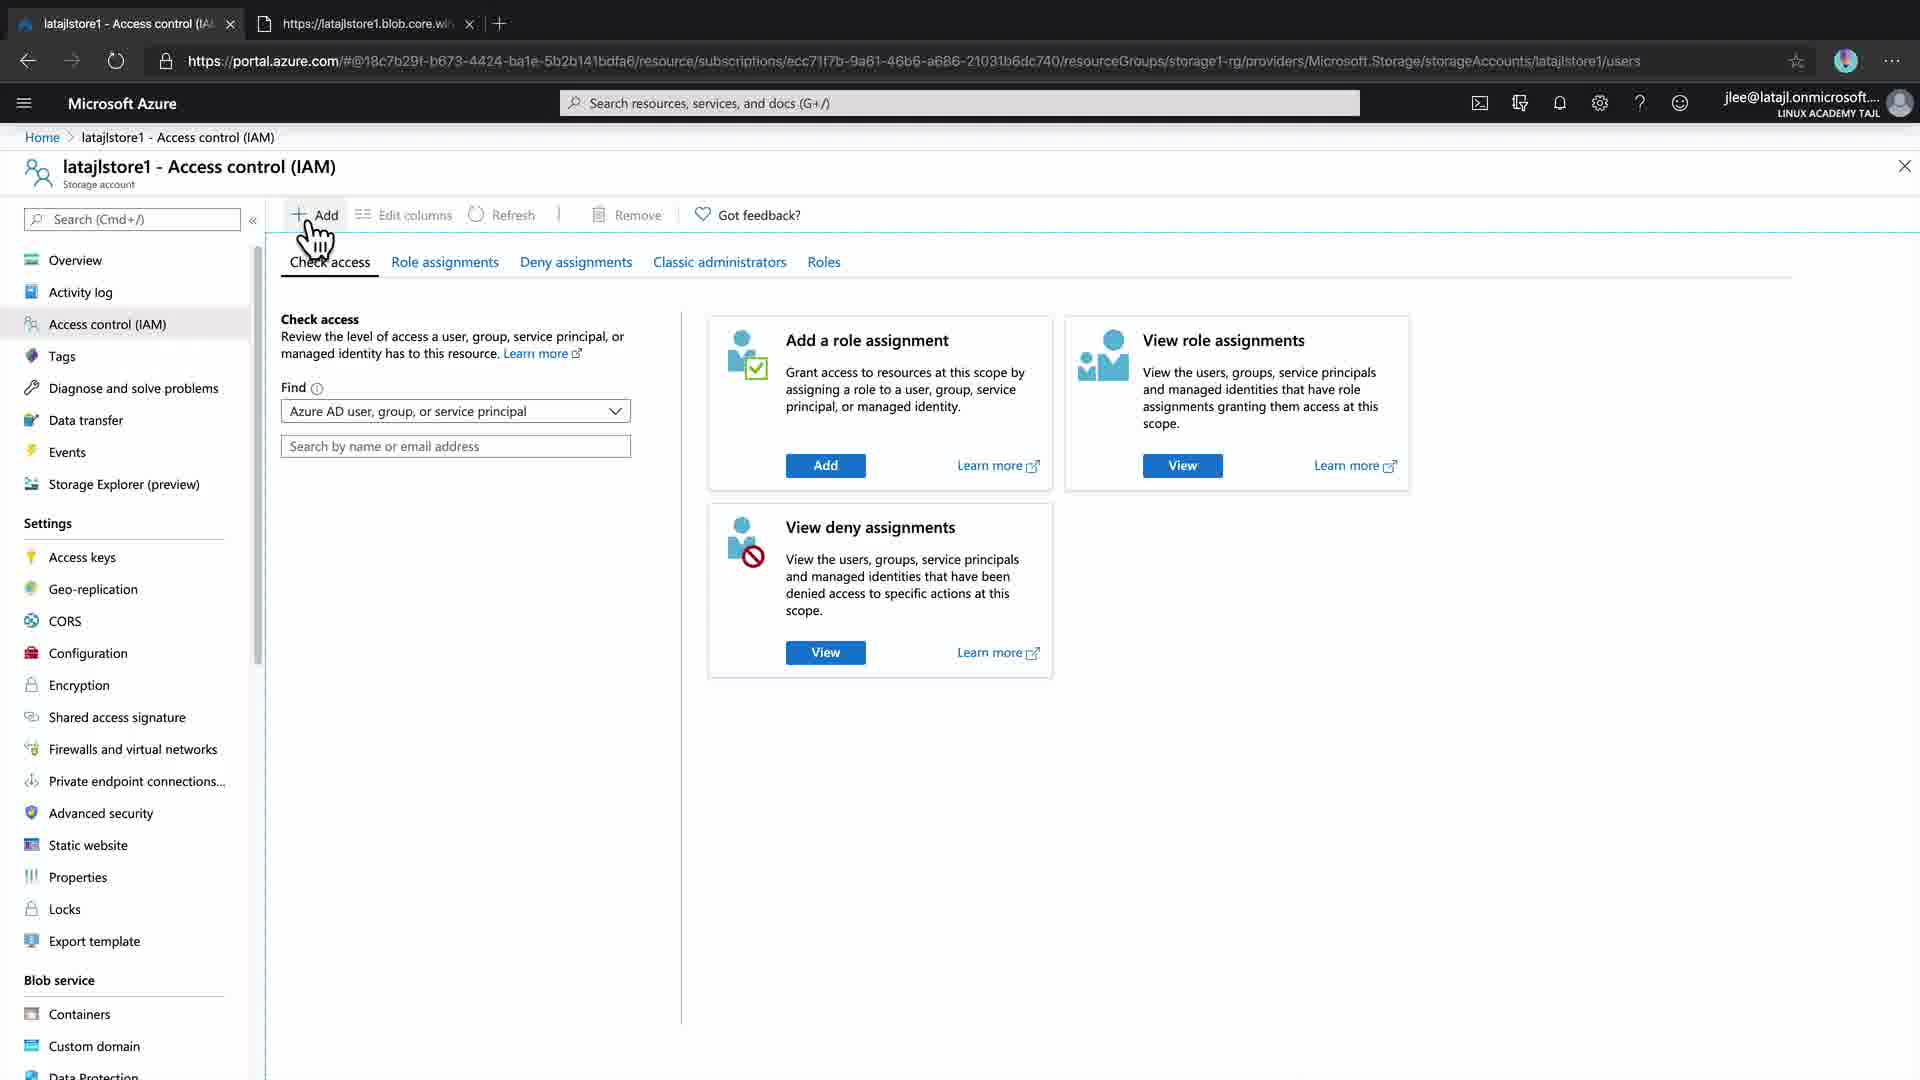 latajlstore1 - Access control (IA
https://latajlstore1.blob.core.wi
https://portal.azure.com/#@18c7b29f-b673-4424-ba1e-5b2b141bdfa6/resource/subscriptions/ecc71f7b-9a61-46b6-a686-21031b6dc740/resourceGroups/storage1-rg/providers/Microsoft.Storage/storageAccounts/latajlstore1/users
Microsoft Azure
Search resources, services, and docs (G+/)
jlee@latajl.onmicrosoft....
LINUX ACADEMY TAJL
Home > latajlstore1 - Access control (IAM)
latajlstore1 - Access control (IAM)
Storage account
Search (Cmd+/)
Overview
Activity log
Access control (IAM)
Tags
Diagnose and solve problems
Data transfer
Events
Storage Explorer (preview)
Settings
Access keys
Geo-replication
CORS
Configuration
Encryption
Shared access signature
Firewalls and virtual networks
Private endpoint connections...
Advanced security
Static website
Properties
Locks
Export template
Blob service
Containers
Custom domain
Data Protection
Add
Edit columns
Refresh
Remove
Got feedback?
Check access
Role assignments
Deny assignments
Classic administrators
Roles
Check access
Review the level of access a user, group, service principal, or
managed identity has to this resource. Learn more
Find
Azure AD user, group, or service principal
Search by name or email address
Add a role assignment
Grant access to resources at this scope by
assigning a role to a user, group, service
principal, or managed identity.
Add
Learn more
View role assignments
View the users, groups, service principals
and managed identities that have role
assignments granting them access at this
scope.
View
Learn more
View deny assignments
View the users, groups, service principals
and managed identities that have been
denied access to specific actions at this
scope.
View
Learn more